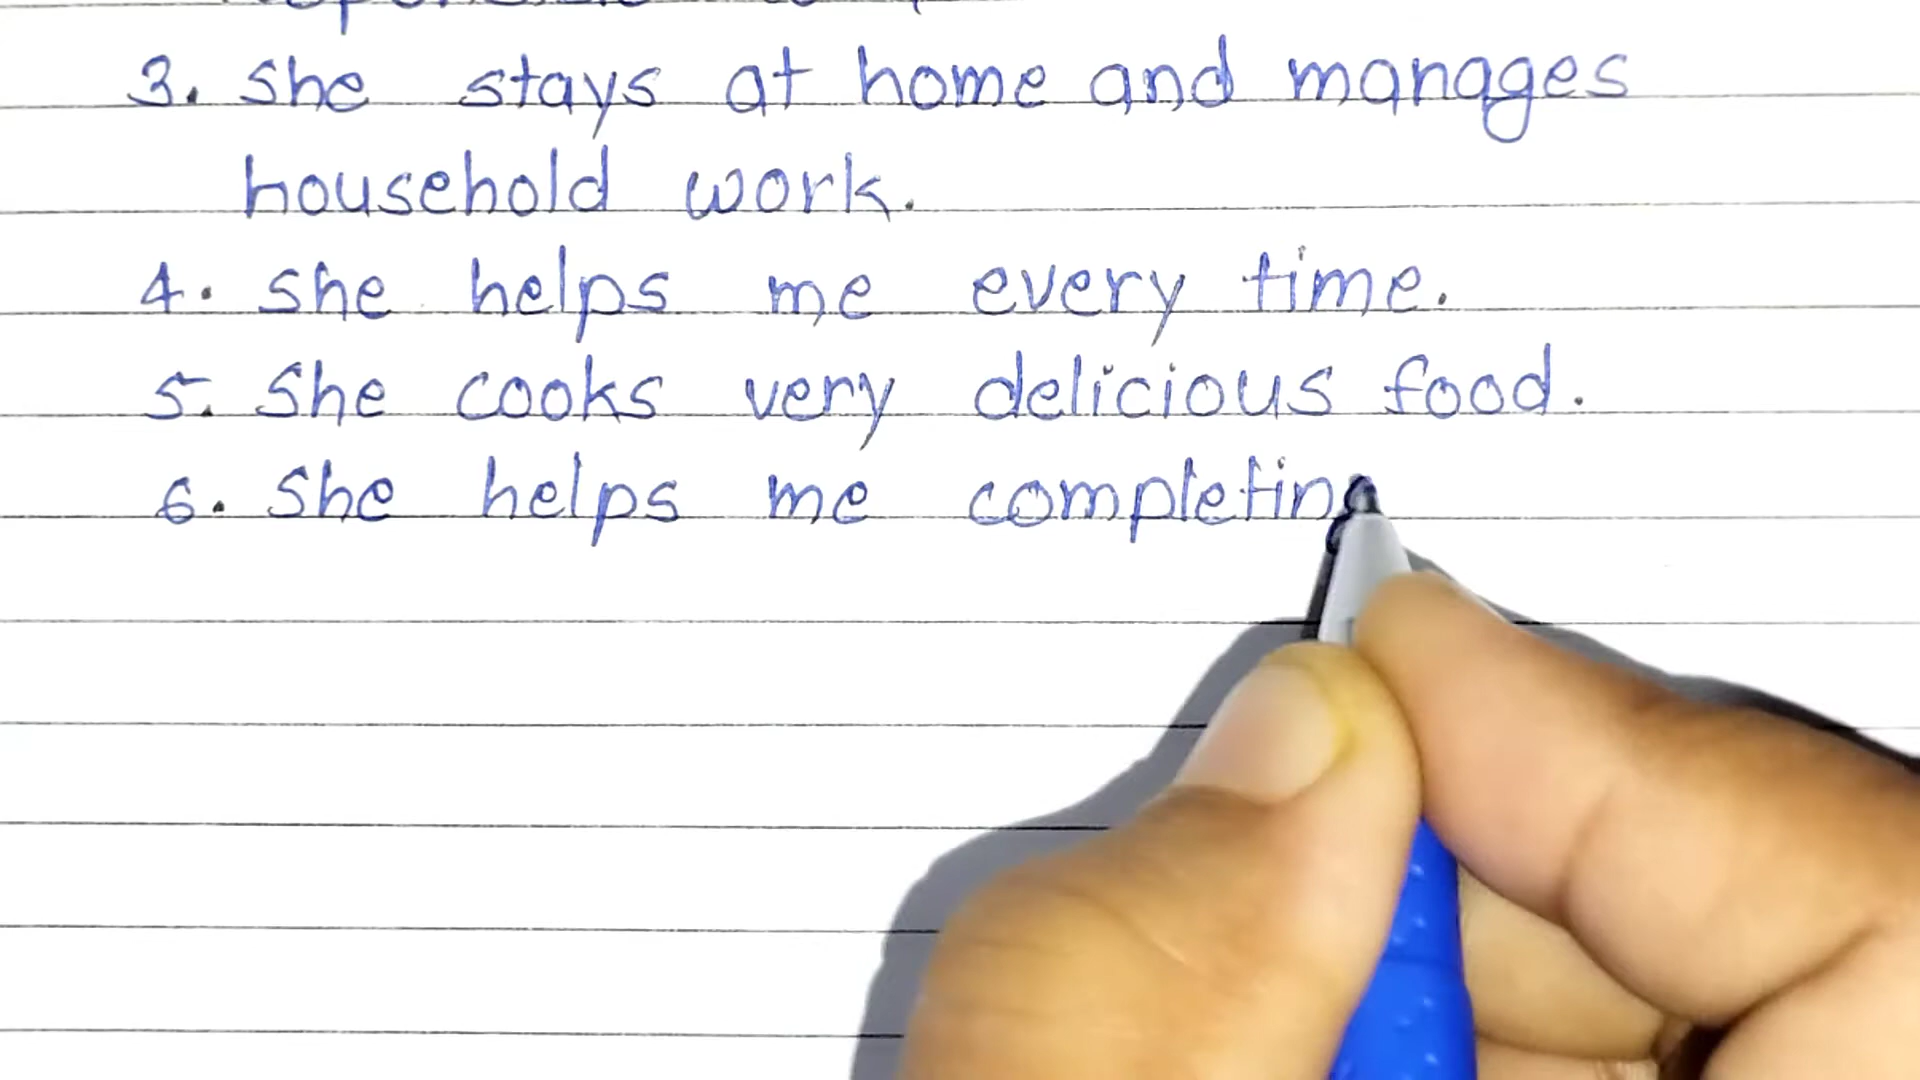 3. She stays at home and manages
household work.
4. She helps me every time.
5. She cooks very delicious food.
6. She helps me completing